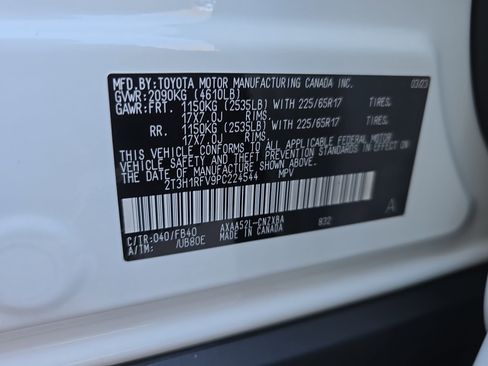 MFD.BY:TOYOTA MOTOR MANUFACTURING CANADA INC. 03/23
GVWR:2090KG (4610LB)
GAWR:FRT. 1150KG (2535LB) WITH 225/65R17 TIRES.
17X7.0J RIMS.
RR. 1150KG (2535LB) WITH 225/65R17 TIRES.
17X7.0J RIMS.
THIS VEHICLE CONFORMS TO ALL APPLICABLE FEDERAL MOTOR
VEHICLE SAFETY AND THEFT PREVENTION STANDARDS IN EFFECT ON
THE DATE OF MANUFACTURE SHOWN ABOVE.
2T3H1RFV9PC224544 MPV
C/TR:040/FB40 AXAA52L-CNZXBA 832 A
A/TM: /UB80E MADE IN CANADA